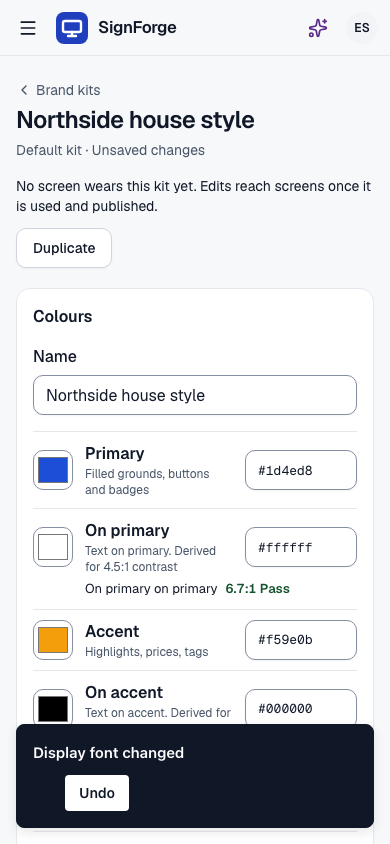 SignForge
ES
Brand kits
Northside house style
Default kit · Unsaved changes
No screen wears this kit yet. Edits reach screens once it
is used and published.
Duplicate
Colours
Name
Northside house style
Primary
Filled grounds, buttons
and badges
#1d4ed8
On primary
Text on primary. Derived
for 4.5:1 contrast
#ffffff
On primary on primary 6.7:1 Pass
Accent
Highlights, prices, tags
#f59e0b
On accent
Text on accent. Derived for
#000000
Display font changed
Undo